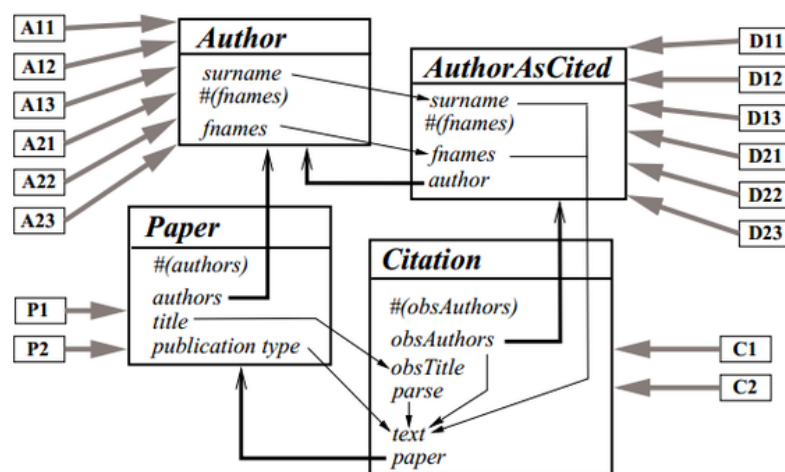 A11
A12
A13
A21
A22
A23
Author
surname
#(fnames)
fnames
AuthorAsCited
surname
#(fnames)
fnames
author
D11
D12
D13
D21
D22
D23
Paper
#(authors)
authors
title
publication type
P1
P2
Citation
#(obsAuthors)
obsAuthors
obsTitle
parse
text
paper
C1
C2